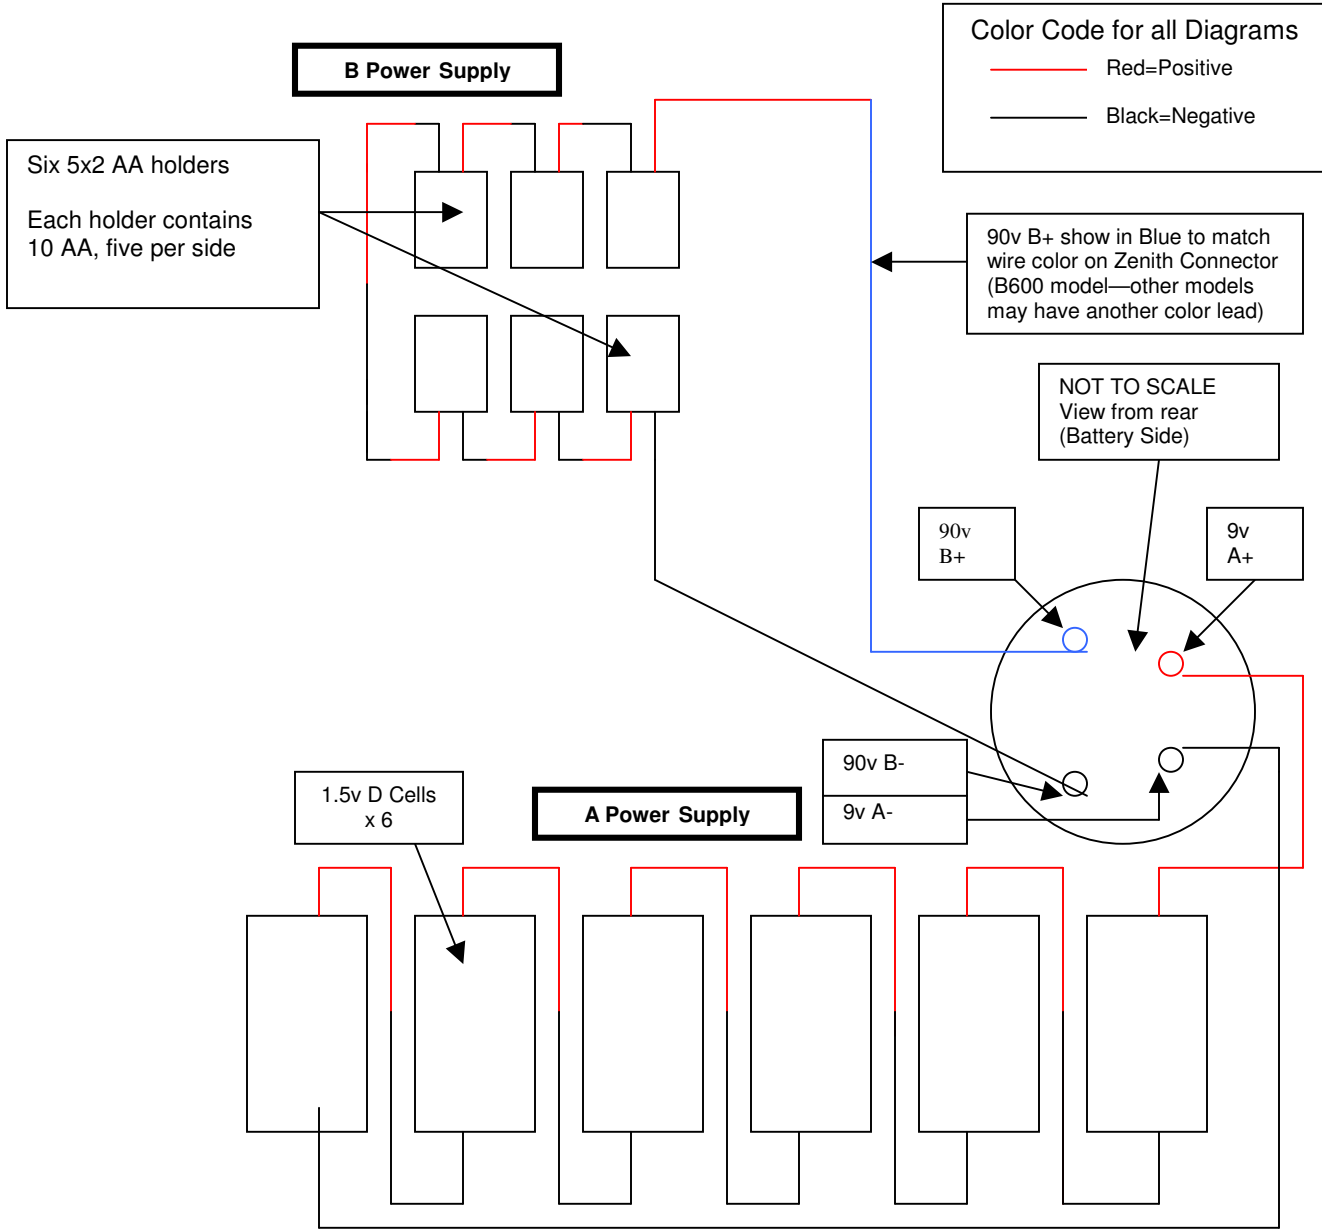 Color Code for all Diagrams
Red=Positive
Black=Negative
B Power Supply
Six 5x2 AA holders
Each holder contains
10 AA, five per side
90v B+ show in Blue to match
wire color on Zenith Connector
(B600 model—other models
may have another color lead)
NOT TO SCALE
View from rear
(Battery Side)
90v
B+
9v
A+
90v B-
9v A-
1.5v D Cells
x 6
A Power Supply